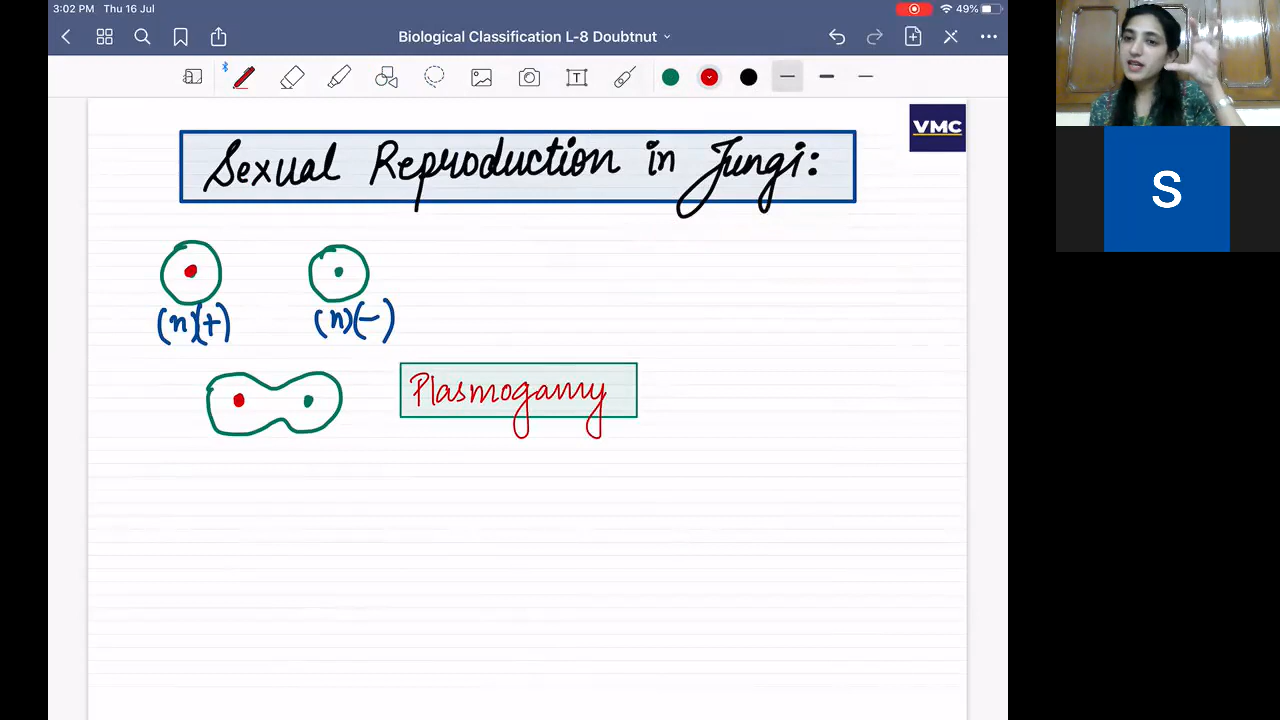 3:02 PM Thu 16 Jul
49%
Biological Classification L-8 Doubtnut
T
VMC
Sexual Reproduction in Fungi:
S
(n)(+) (n)(-)
Plasmogamy